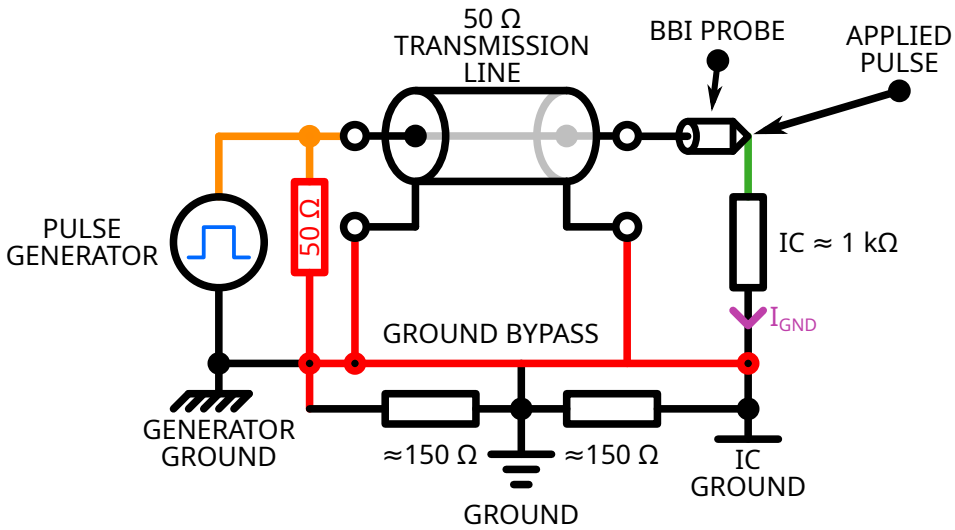 50 Ω
TRANSMISSION
LINE
BBI PROBE
APPLIED
PULSE
PULSE
GENERATOR
50 Ω
IC ≈ 1 kΩ
I_GND
GROUND BYPASS
GENERATOR
GROUND
≈150 Ω
≈150 Ω
IC
GROUND
GROUND